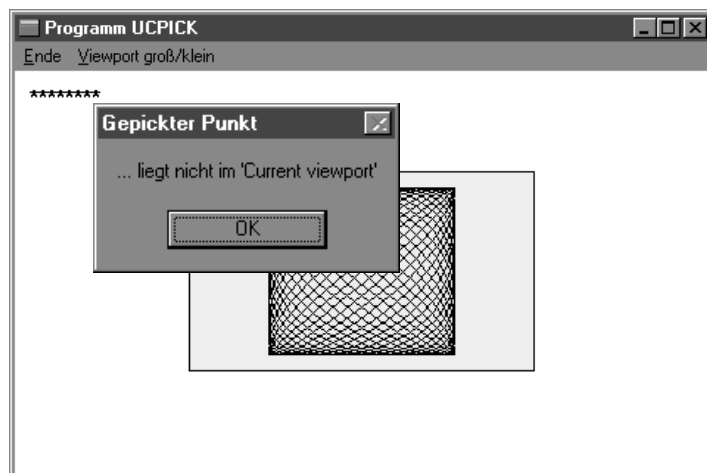 Programm UCPICK
Ende Viewport groß/klein
********
Gepickter Punkt
... liegt nicht im 'Current viewport'
OK